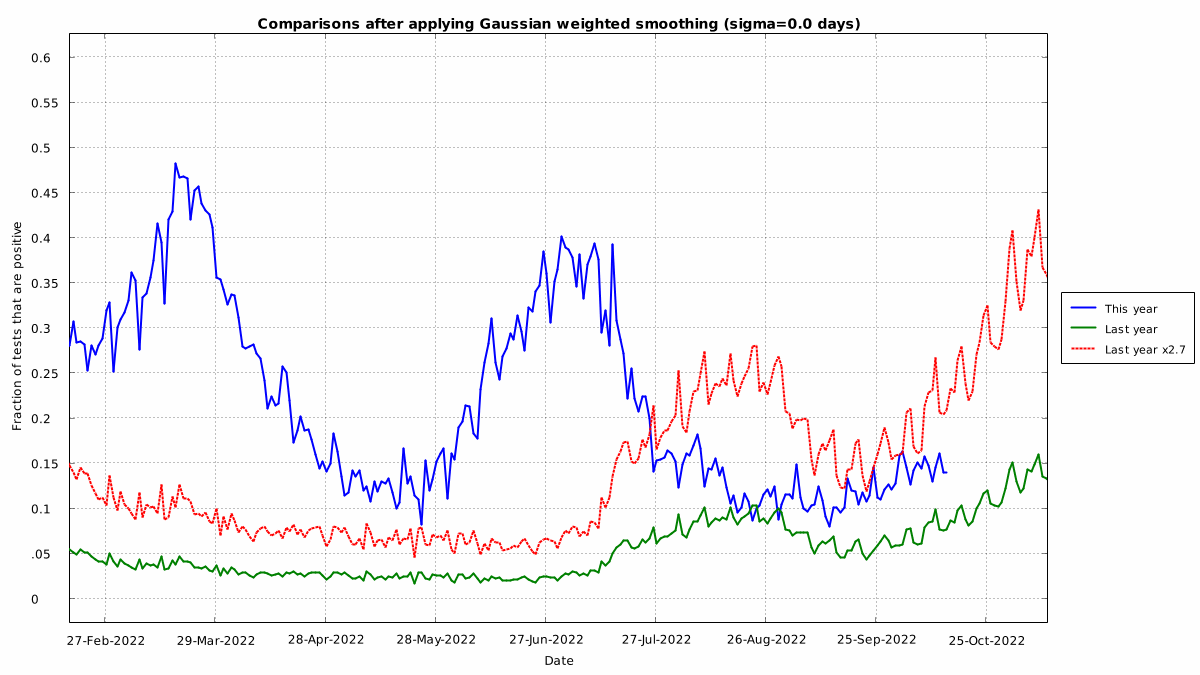 Comparisons after applying Gaussian weighted smoothing (sigma=0.0 days)
Fraction of tests that are positive
0.6
0.55
0.5
0.45
0.4
0.35
0.3
0.25
0.2
0.15
0.1
.05
0
27-Feb-2022
29-Mar-2022
28-Apr-2022
28-May-2022
27-Jun-2022
27-Jul-2022
26-Aug-2022
25-Sep-2022
25-Oct-2022
Date
This year
Last year
Last year x2.7